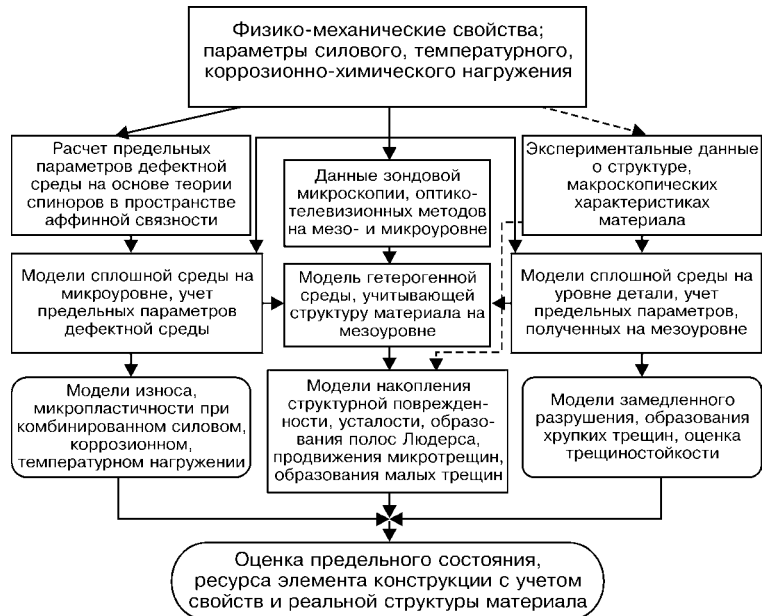 Физико-механические свойства;
параметры силового, температурного,
коррозионно-химического нагружения
Расчет предельных
параметров дефектной
среды на основе теории
спиноров в пространстве
аффинной связности
Данные зондовой
микроскопии, оптико-
телевизионных методов
на мезо- и микроуровне
Экспериментальные данные
о структуре,
макроскопических
характеристиках
материала
Модели сплошной среды на
микроуровне, учет
предельных параметров
дефектной среды
Модель гетерогенной
среды, учитывающей
структуру материала на
мезоуровне
Модели сплошной среды на
уровне детали, учет
предельных параметров,
полученных на мезоуровне
Модели износа,
микропластичности при
комбинированном силовом,
коррозионном,
температурном нагружении
Модели накопления
структурной поврежден-
ности, усталости, образо-
вания полос Людерса,
продвижения микротрещин,
образования малых трещин
Модели замедленного
разрушения, образования
хрупких трещин, оценка
трещиностойкости
Оценка предельного состояния,
ресурса элемента конструкции с учетом
свойств и реальной структуры материала